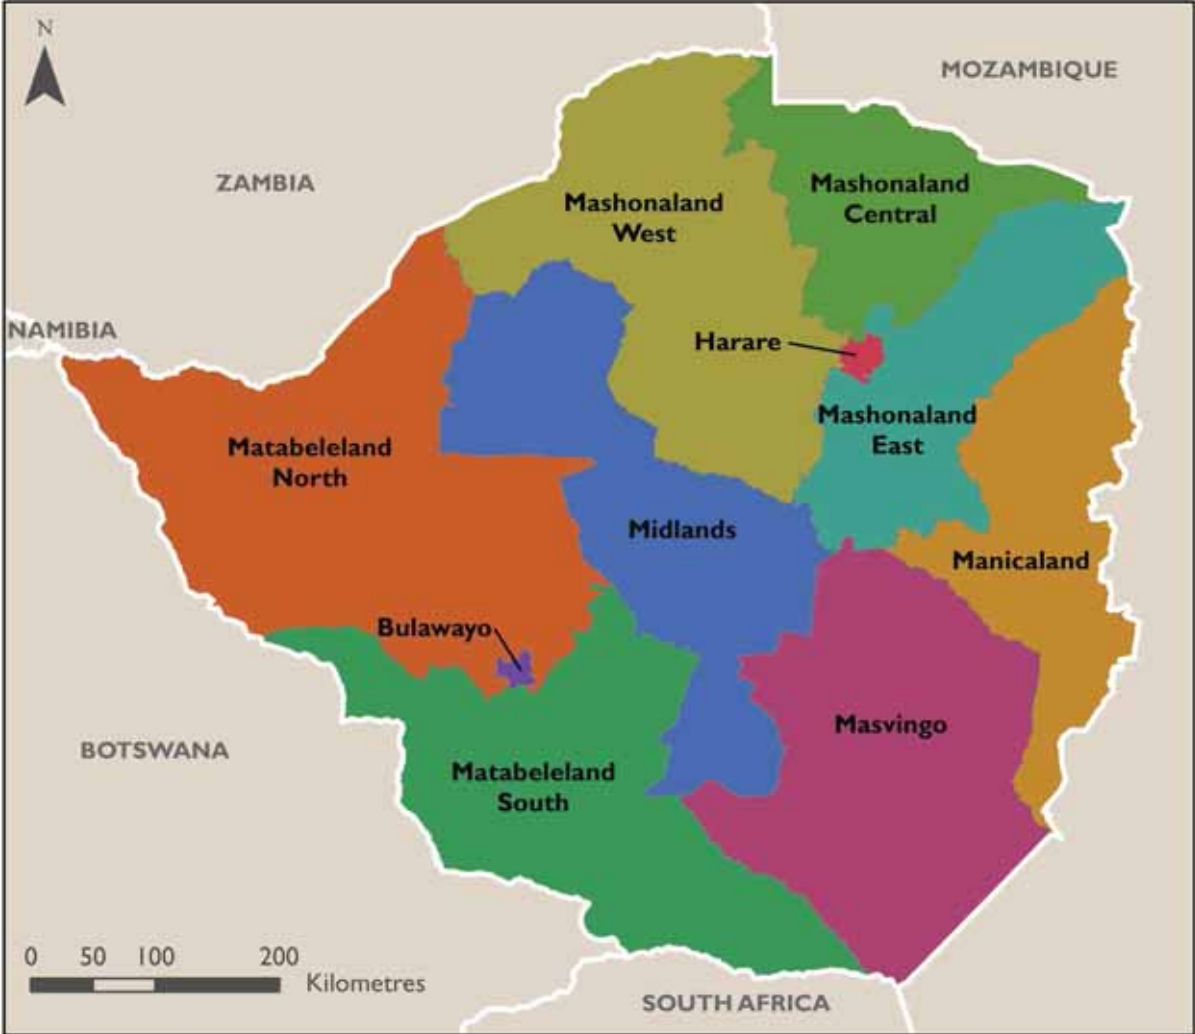 N
MOZAMBIQUE
ZAMBIA
Mashonaland
Central
Mashonaland
West
NAMIBIA
Harare
Mashonaland
East
Matabeleland
North
Midlands
Manicaland
Bulawayo
Masvingo
BOTSWANA
Matabeleland
South
0 50 100 200
Kilometres
SOUTH AFRICA